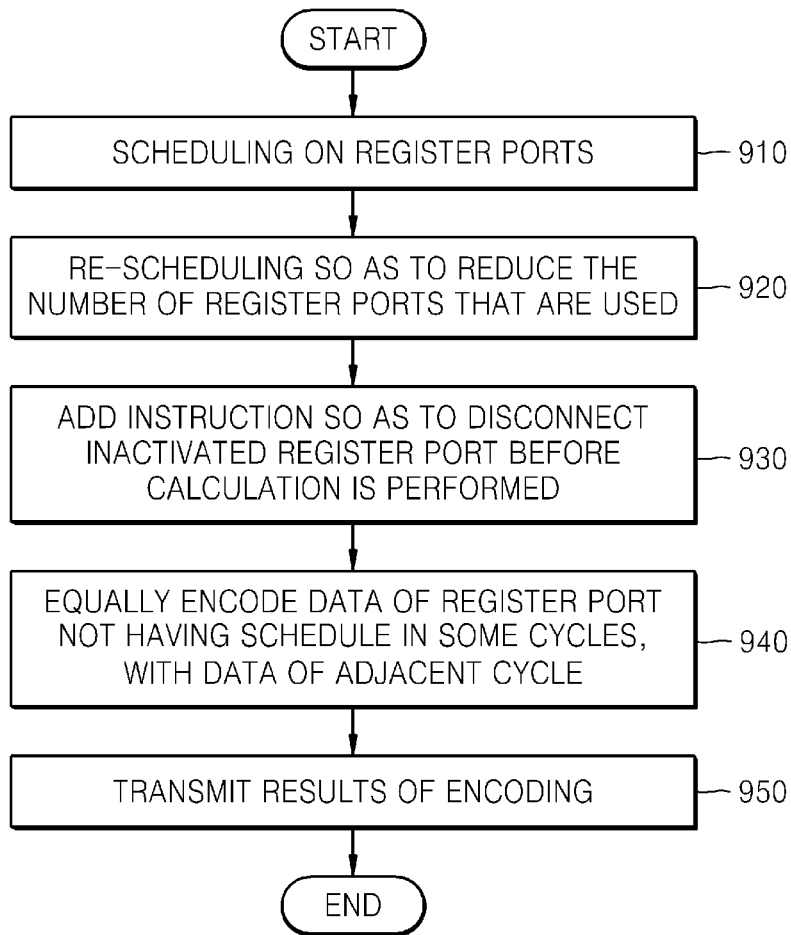 START
SCHEDULING ON REGISTER PORTS
910
RE-SCHEDULING SO AS TO REDUCE THE
NUMBER OF REGISTER PORTS THAT ARE USED
920
ADD INSTRUCTION SO AS TO DISCONNECT
INACTIVATED REGISTER PORT BEFORE
CALCULATION IS PERFORMED
930
EQUALLY ENCODE DATA OF REGISTER PORT
NOT HAVING SCHEDULE IN SOME CYCLES,
WITH DATA OF ADJACENT CYCLE
940
TRANSMIT RESULTS OF ENCODING
950
END